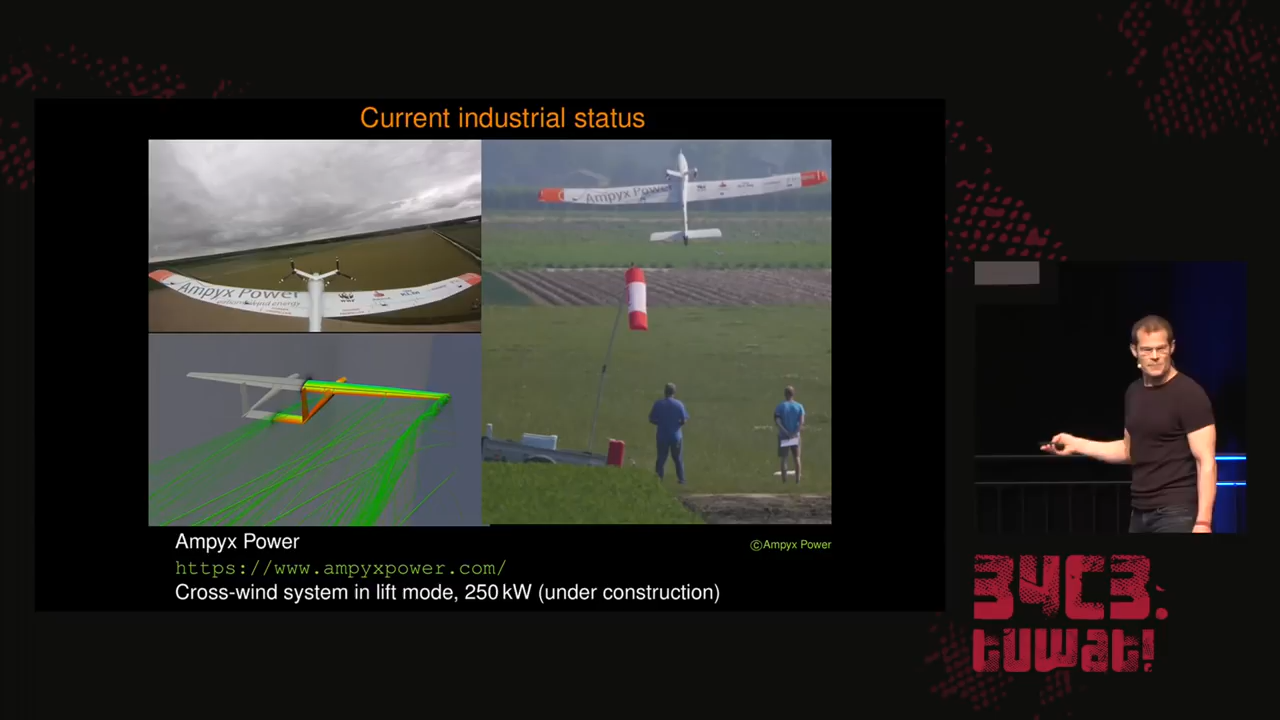 Current industrial status
Ampyx Power
Ampyx Power
Ampyx Power
©Ampyx Power
https://www.ampyxpower.com/
Cross-wind system in lift mode, 250 kW (under construction)
34C3.
tuwat!